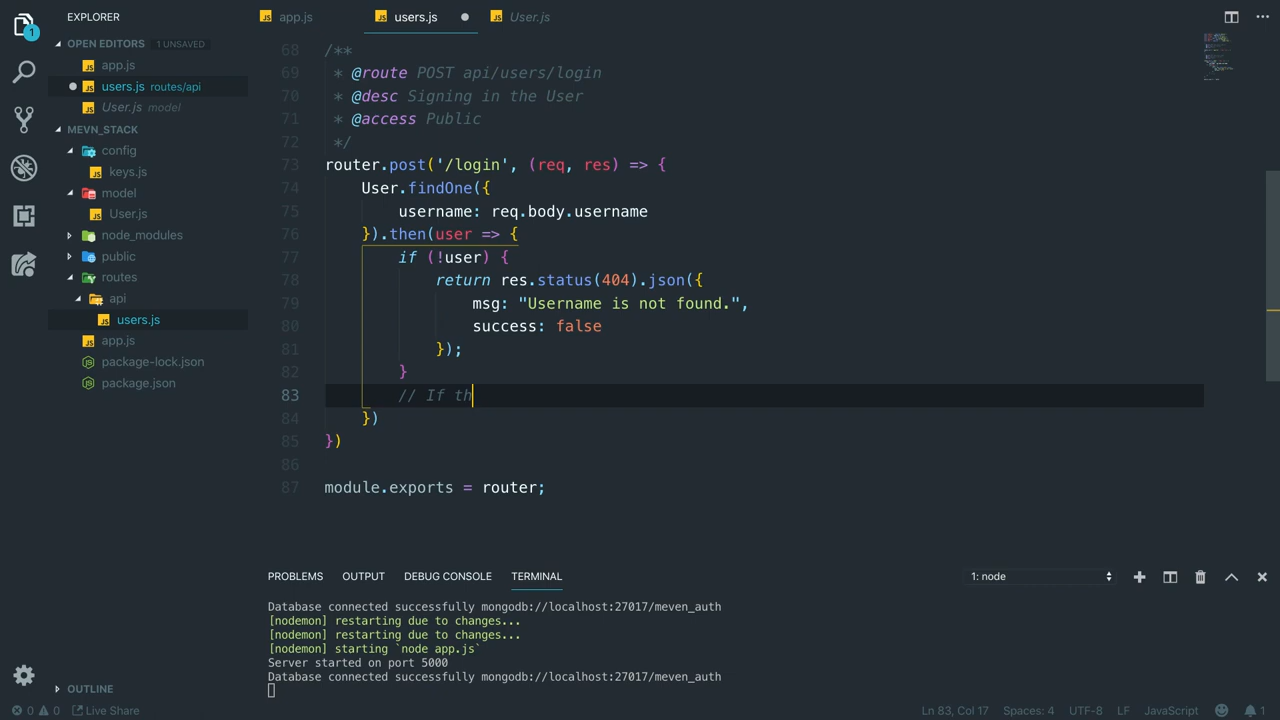 EXPLORER
OPEN EDITORS 1 UNSAVED
app.js
users.js routes/api
User.js model
MEVN_STACK
config
keys.js
model
User.js
node_modules
public
routes
api
users.js
app.js
package-lock.json
package.json
OUTLINE
app.js users.js User.js
68 /**
69 * @route POST api/users/login
70 * @desc Signing in the User
71 * @access Public
72 */
73 router.post('/login', (req, res) => {
74 User.findOne({
75 username: req.body.username
76 }).then(user => {
77 if (!user) {
78 return res.status(404).json({
79 msg: "Username is not found.",
80 success: false
81 });
82 }
83 // If th
84 })
85 })
86
87 module.exports = router;
PROBLEMS OUTPUT DEBUG CONSOLE TERMINAL 1: node
Database connected successfully mongodb://localhost:27017/meven_auth
[nodemon] restarting due to changes...
[nodemon] restarting due to changes...
[nodemon] starting `node app.js`
Server started on port 5000
Database connected successfully mongodb://localhost:27017/meven_auth
0 0 Live Share Ln 83, Col 17 Spaces: 4 UTF-8 LF JavaScript 1